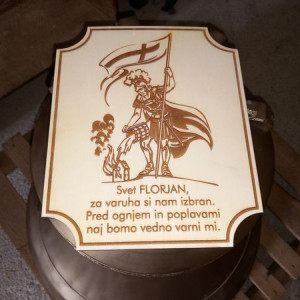 Svet FLORJAN,
za varuha si nam izbran.
Pred ognjem in poplavami
naj bomo vedno varni mi.